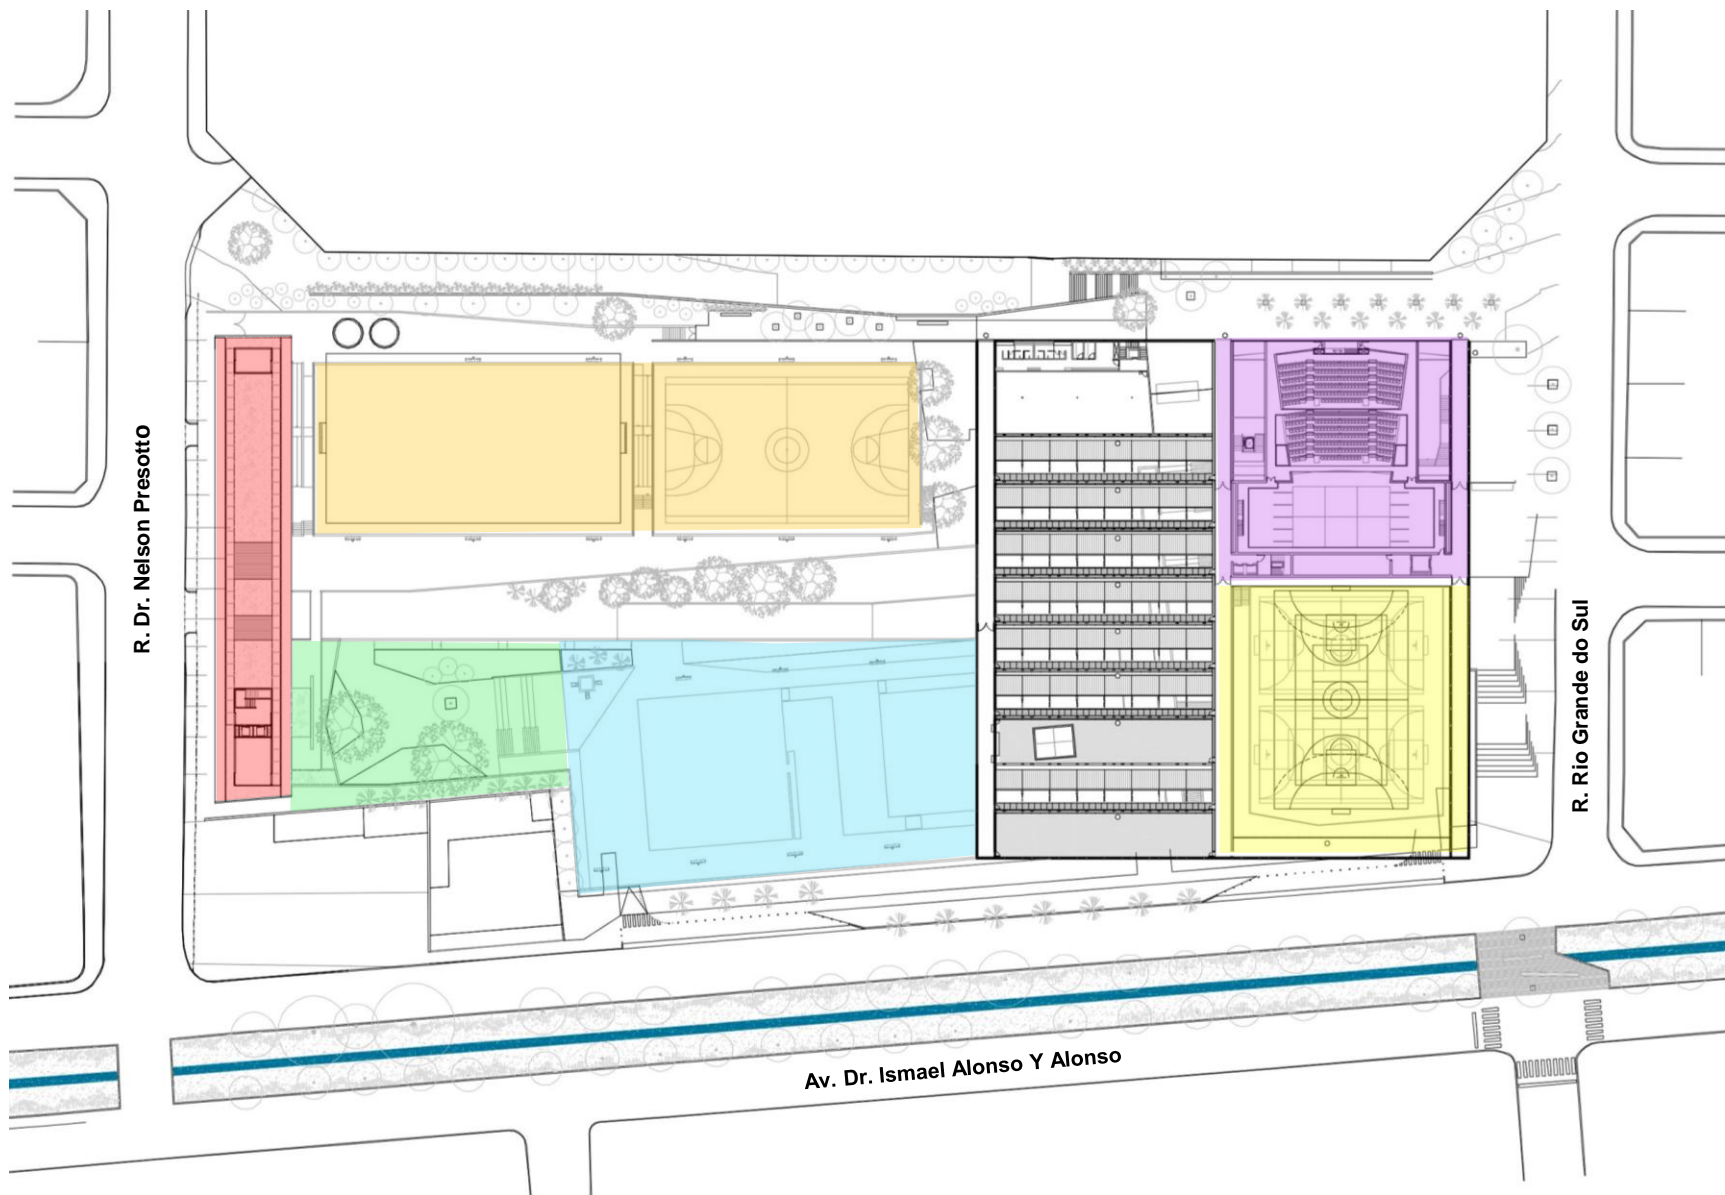 R. Dr. Nelson Presotto
R. Rio Grande do Sul
Av. Dr. Ismael Alonso Y Alonso